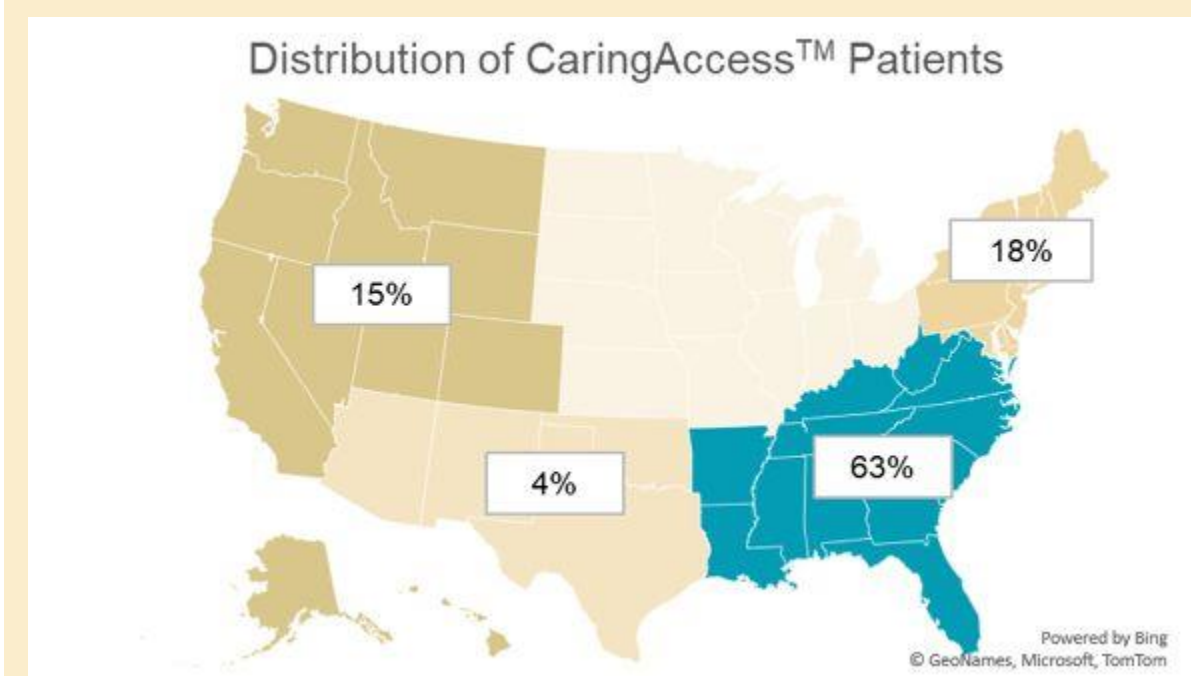 Distribution of CaringAccess™ Patients
18%
15%
63%
4%
Powered by Bing
© GeoNames, Microsoft, TomTom